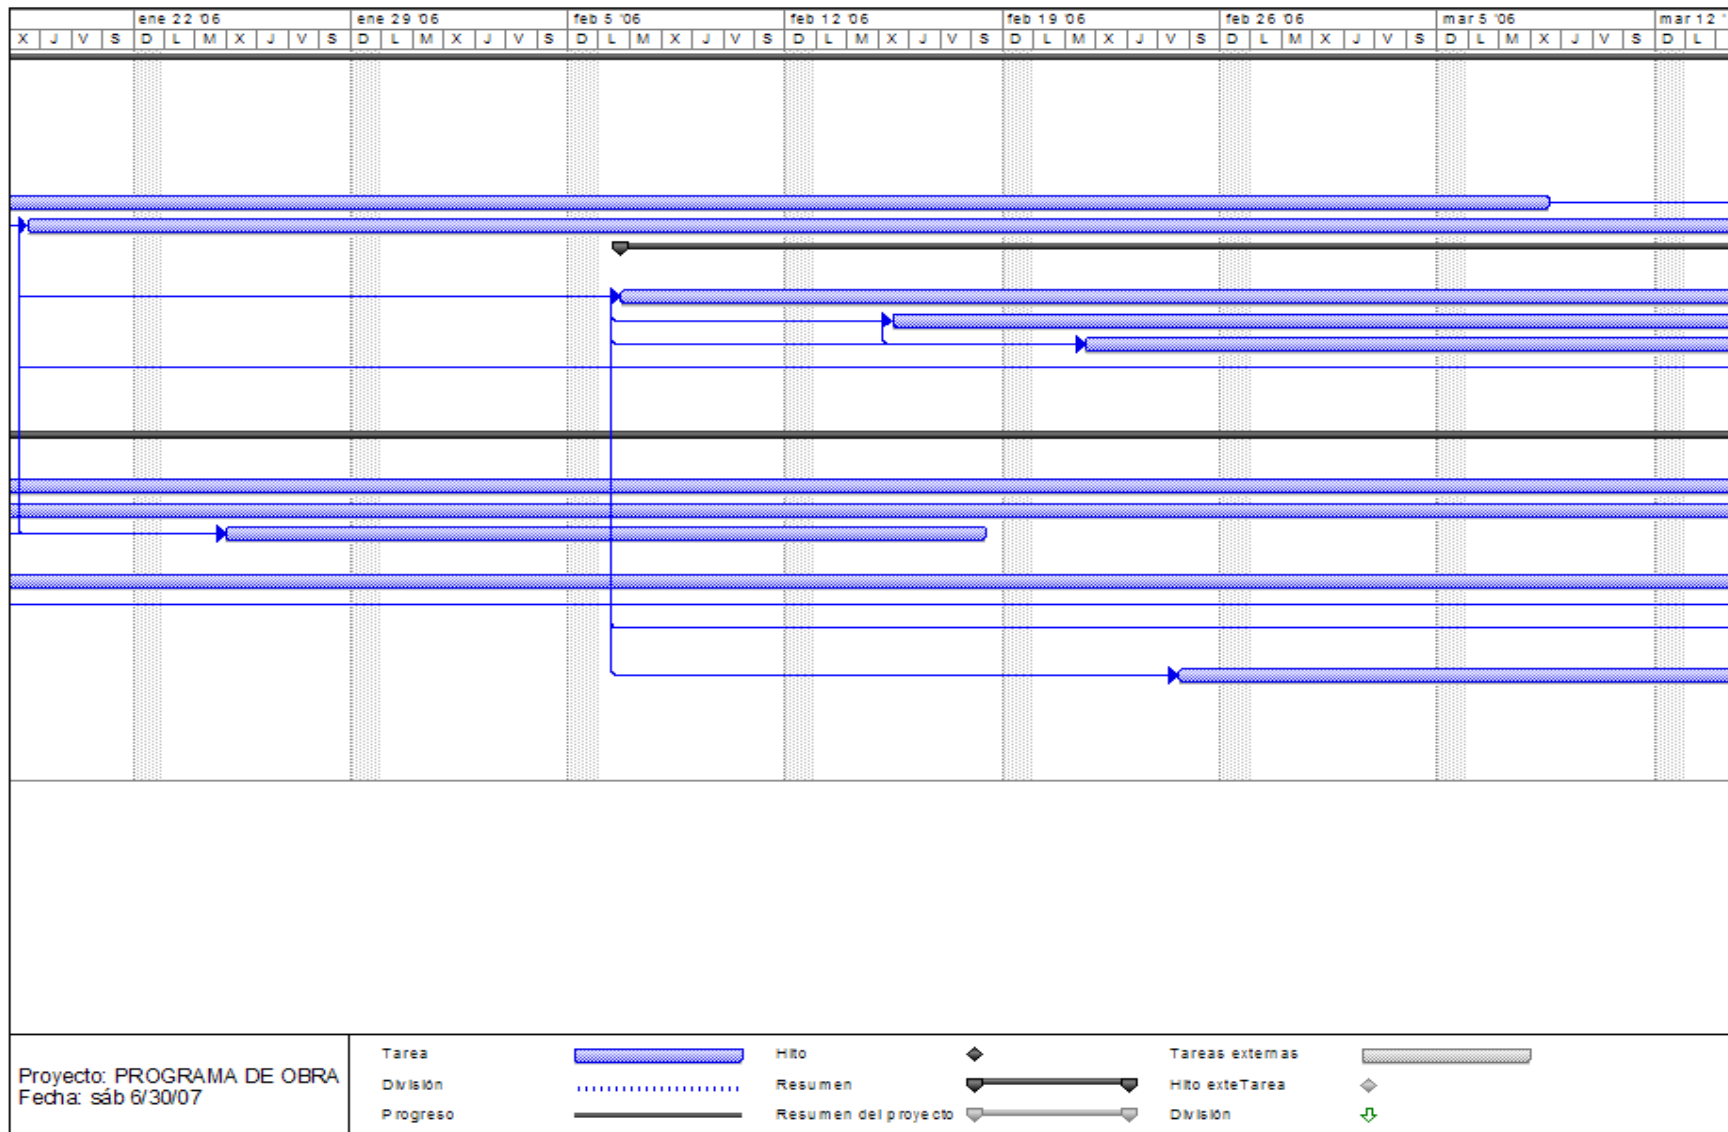 ene 22 '06 ene 29 '06 feb 5 '06 feb 12 '06 feb 19 '06 feb 26 '06 mar 5 '06 mar 12 '
X J V S D L M X J V S D L M X J V S D L M X J V S D L M X J V S D L M X J V S D L M X J V S D L M X J V S D L
Tarea Hito Tareas externas
Proyecto: PROGRAMA DE OBRA
División Resumen Hito exteTarea
Fecha: sáb 6/30/07
Progreso Resumen del proyecto División